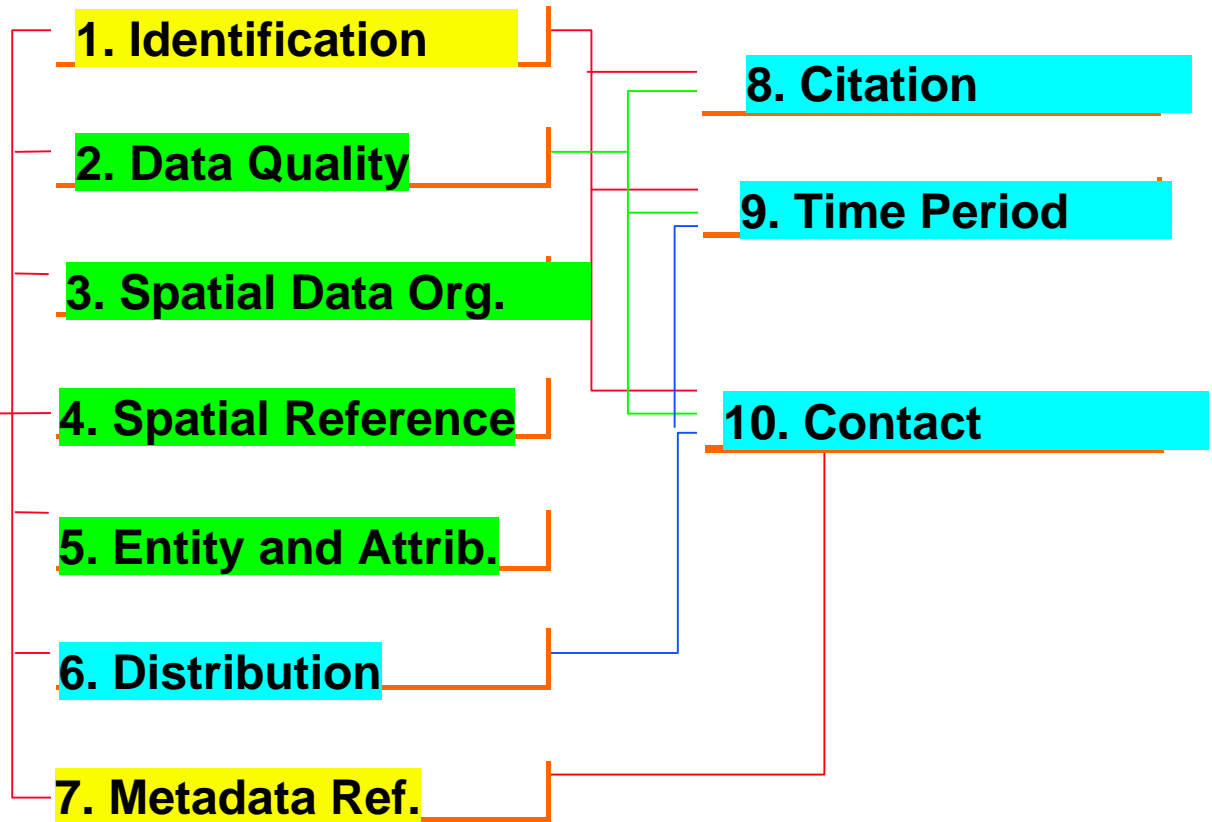 1. Identification
2. Data Quality
3. Spatial Data Org.
4. Spatial Reference
5. Entity and Attrib.
6. Distribution
7. Metadata Ref.
8. Citation
9. Time Period
10. Contact